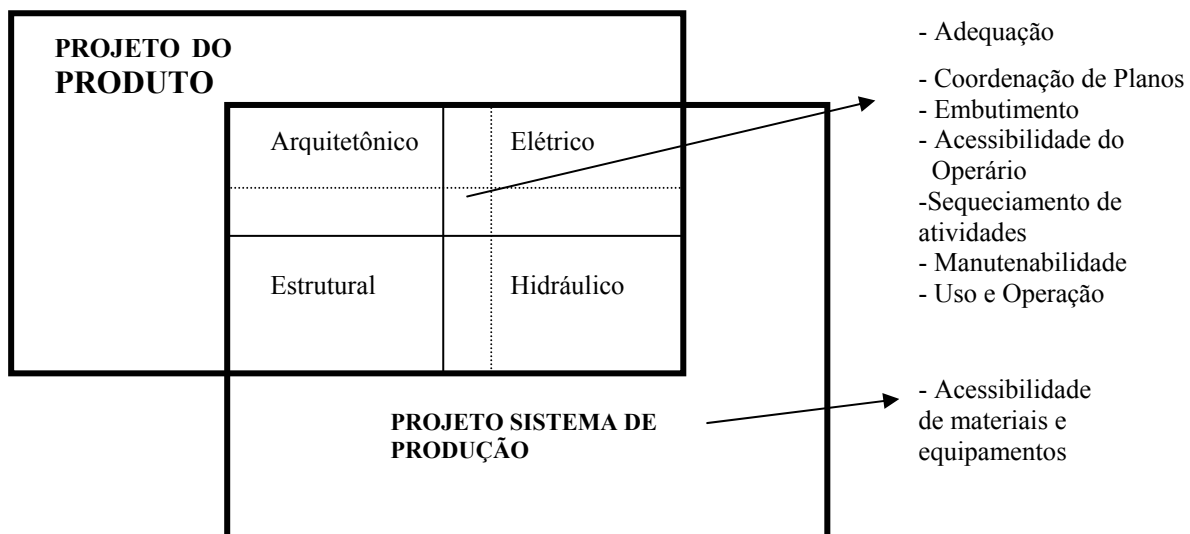 PROJETO DO
PRODUTO
Arquitetônico
Elétrico
Estrutural
Hidráulico
PROJETO SISTEMA DE
PRODUÇÃO
- Adequação
- Coordenação de Planos
- Embutimento
- Acessibilidade do
Operário
-Sequeciamento de
atividades
- Manutenabilidade
- Uso e Operação
- Acessibilidade
de materiais e
equipamentos